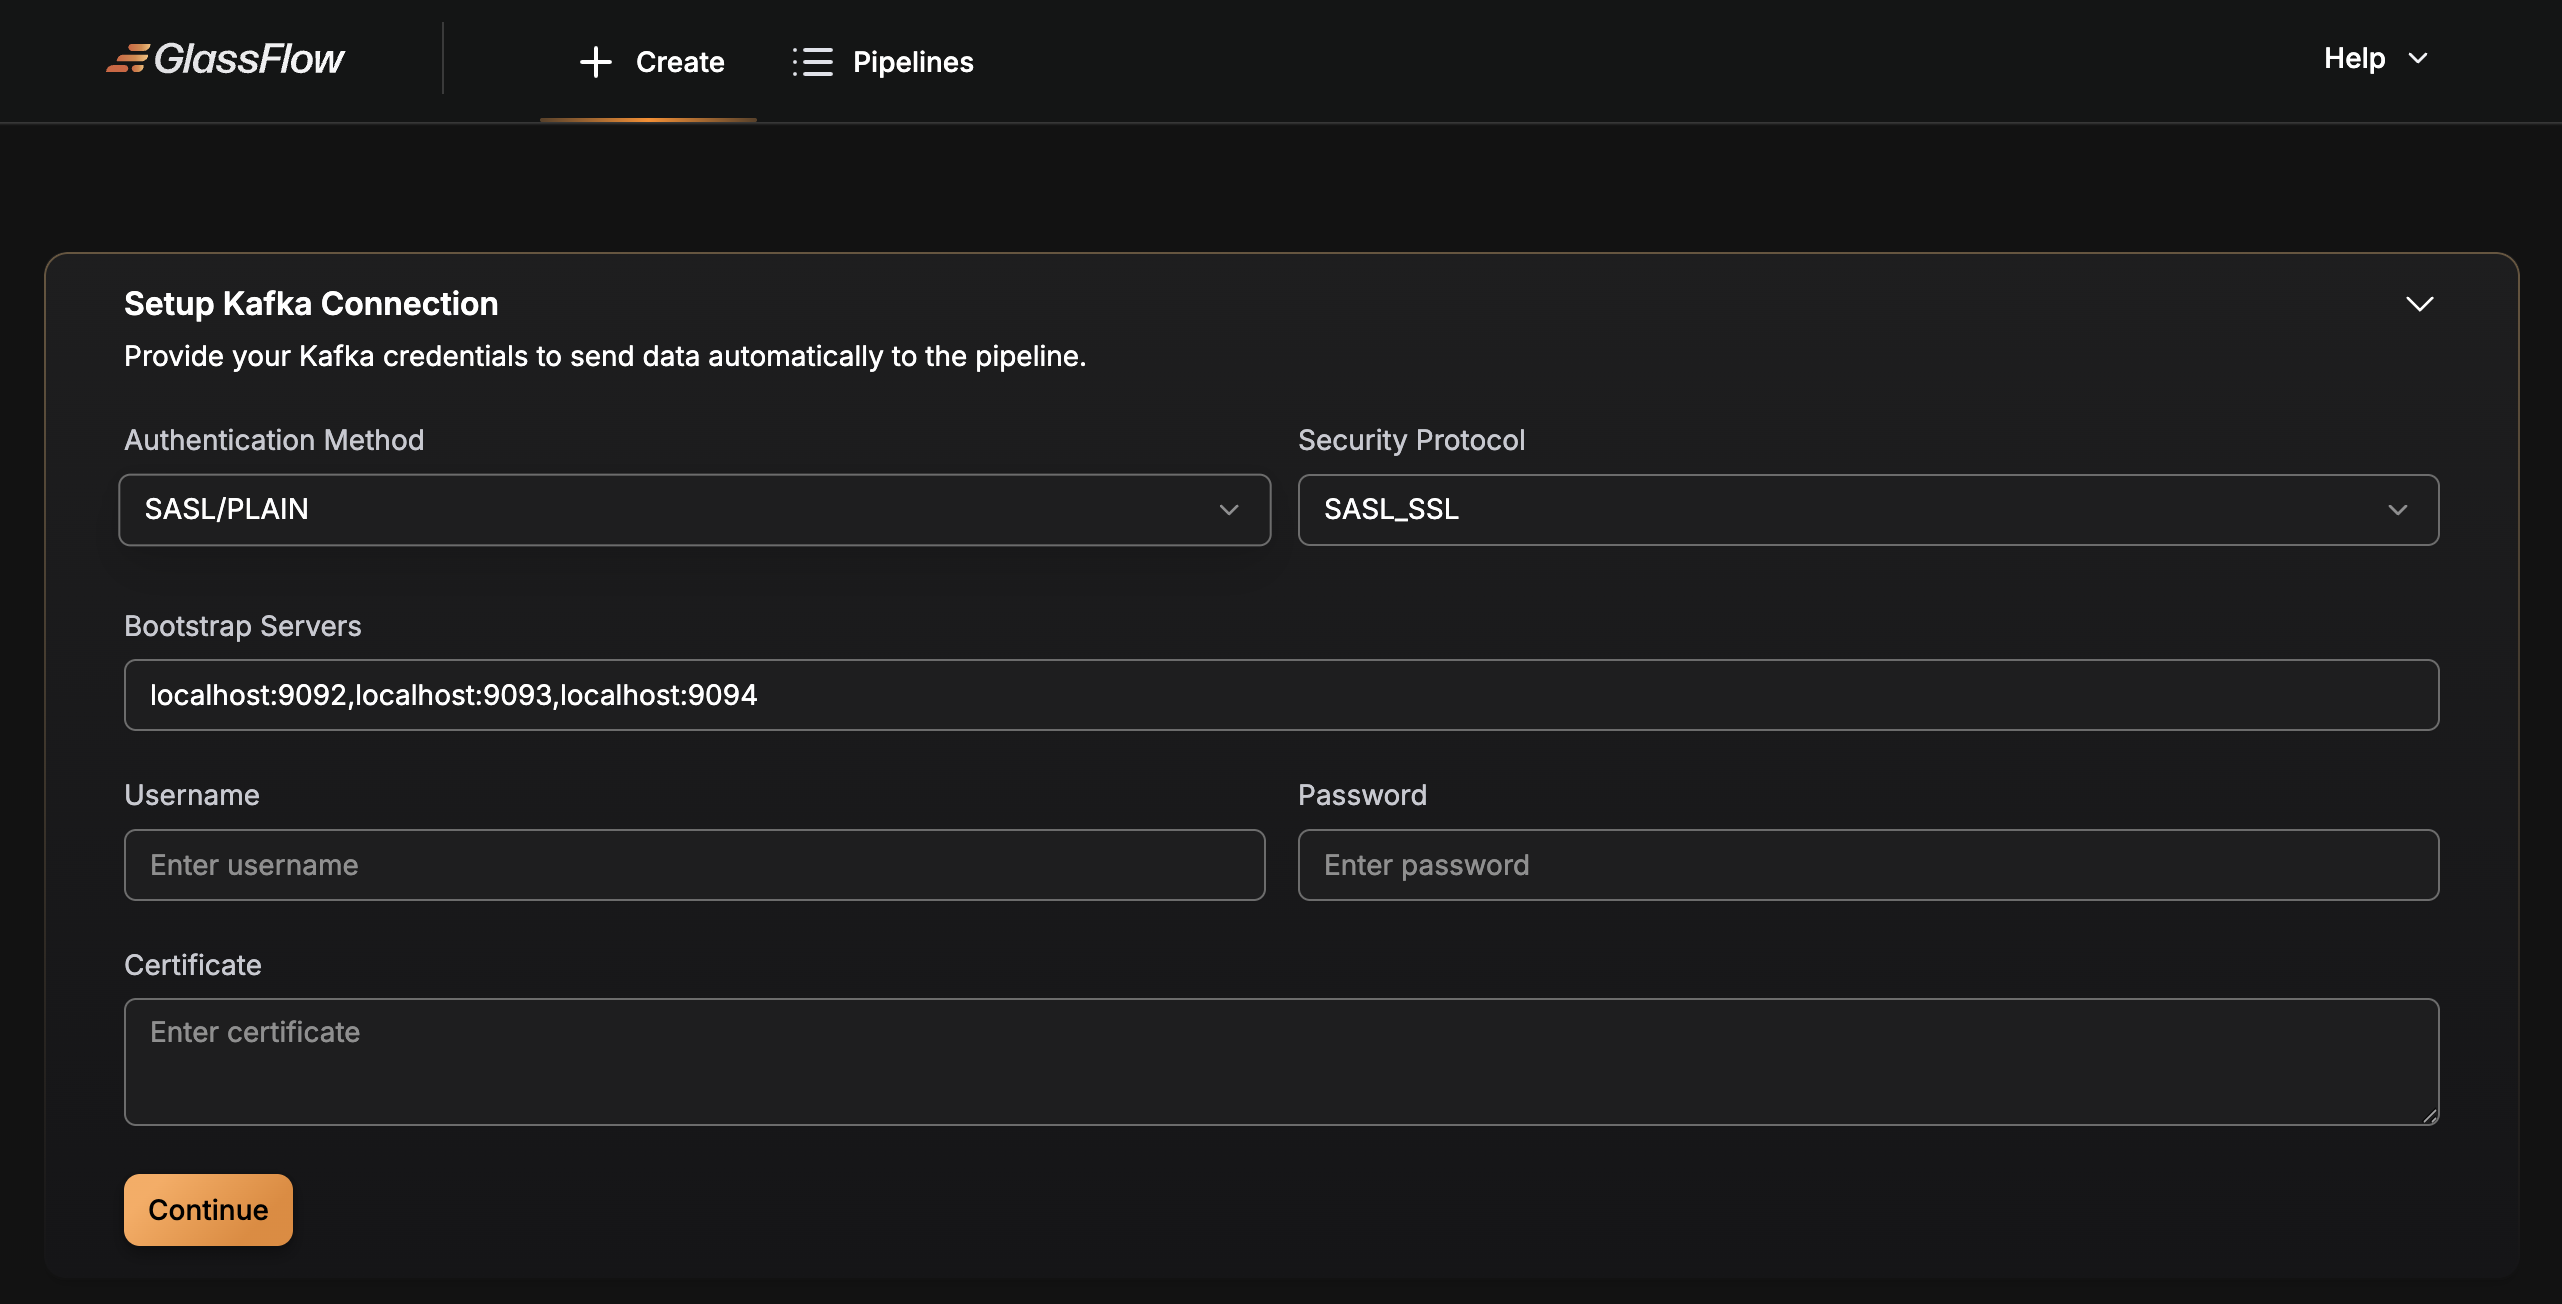 GlassFlow
Create
Pipelines
Help
Setup Kafka Connection
Provide your Kafka credentials to send data automatically to the pipeline.
Authentication Method
Security Protocol
SASL/PLAIN
SASL_SSL
Bootstrap Servers
localhost:9092,localhost:9093,localhost:9094
Username
Password
Enter username
Enter password
Certificate
Enter certificate
Continue